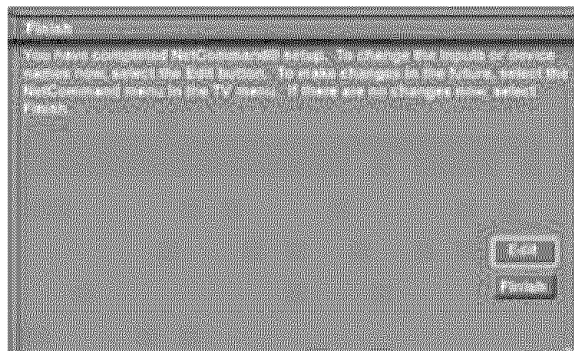 Finish
You have completed NetCommand® setup. To change the inputs or device
names now, select the Edit button. To make changes in the future, select the
NetCommand menu in the TV menu. If there are no changes now, select
Finish.
Edit
Finish